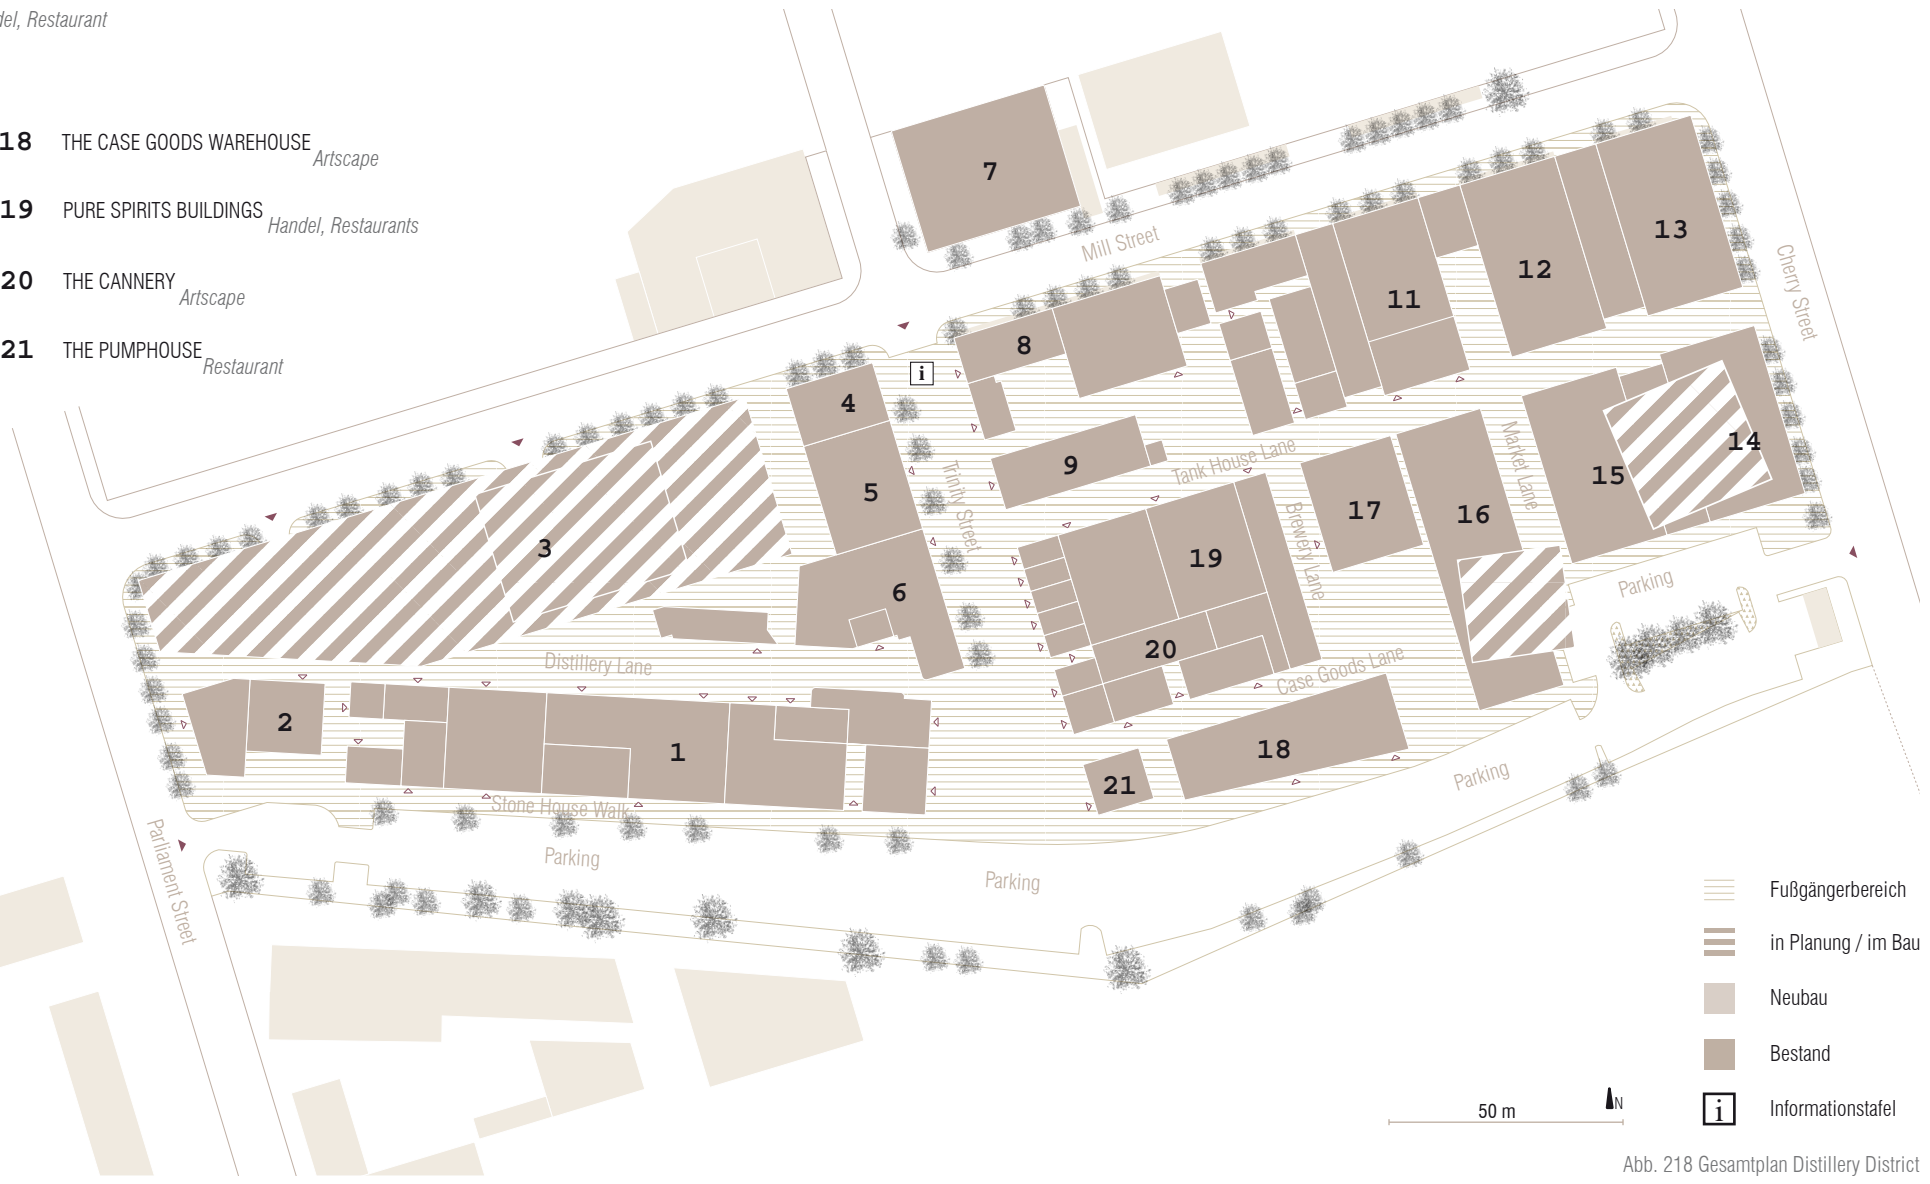 del, Restaurant
18 THE CASE GOODS WAREHOUSE
Artscape
19 PURE SPIRITS BUILDINGS
Handel, Restaurants
20 THE CANNERY
Artscape
21 THE PUMPHOUSE
Restaurant
7
Mill Street
13
12
11
Cherry Street
8
i
4
14
15
9
Tank House Lane
Market Lane
5
Trinity Street
17
16
Brewery Lane
3
19
6
Parking
20
Distillery Lane
Case Goods Lane
2
1
18
21
Parking
Stone House Walk
Parking
Parking
Parliament Street
Fußgängerbereich
in Planung / im Bau
Neubau
Bestand
i Informationstafel
50 m
N
Abb. 218 Gesamtplan Distillery District